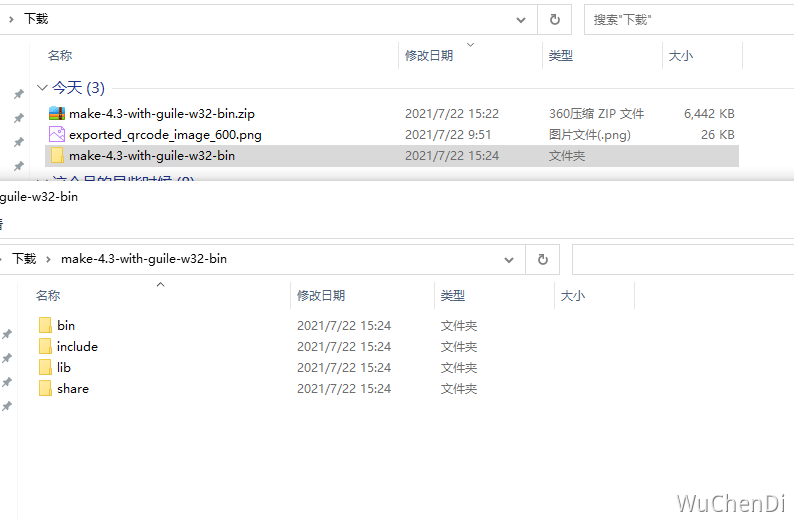 下载
搜索"下载"
名称 修改日期 类型 大小
今天 (3)
make-4.3-with-guile-w32-bin.zip 2021/7/22 15:22 360压缩 ZIP 文件 6,442 KB
exported_qrcode_image_600.png 2021/7/22 9:51 图片文件(.png) 26 KB
make-4.3-with-guile-w32-bin 2021/7/22 15:24 文件夹
guile-w32-bin
下载 make-4.3-with-guile-w32-bin
名称 修改日期 类型 大小
bin 2021/7/22 15:24 文件夹
include 2021/7/22 15:24 文件夹
lib 2021/7/22 15:24 文件夹
share 2021/7/22 15:24 文件夹
WuChenDi